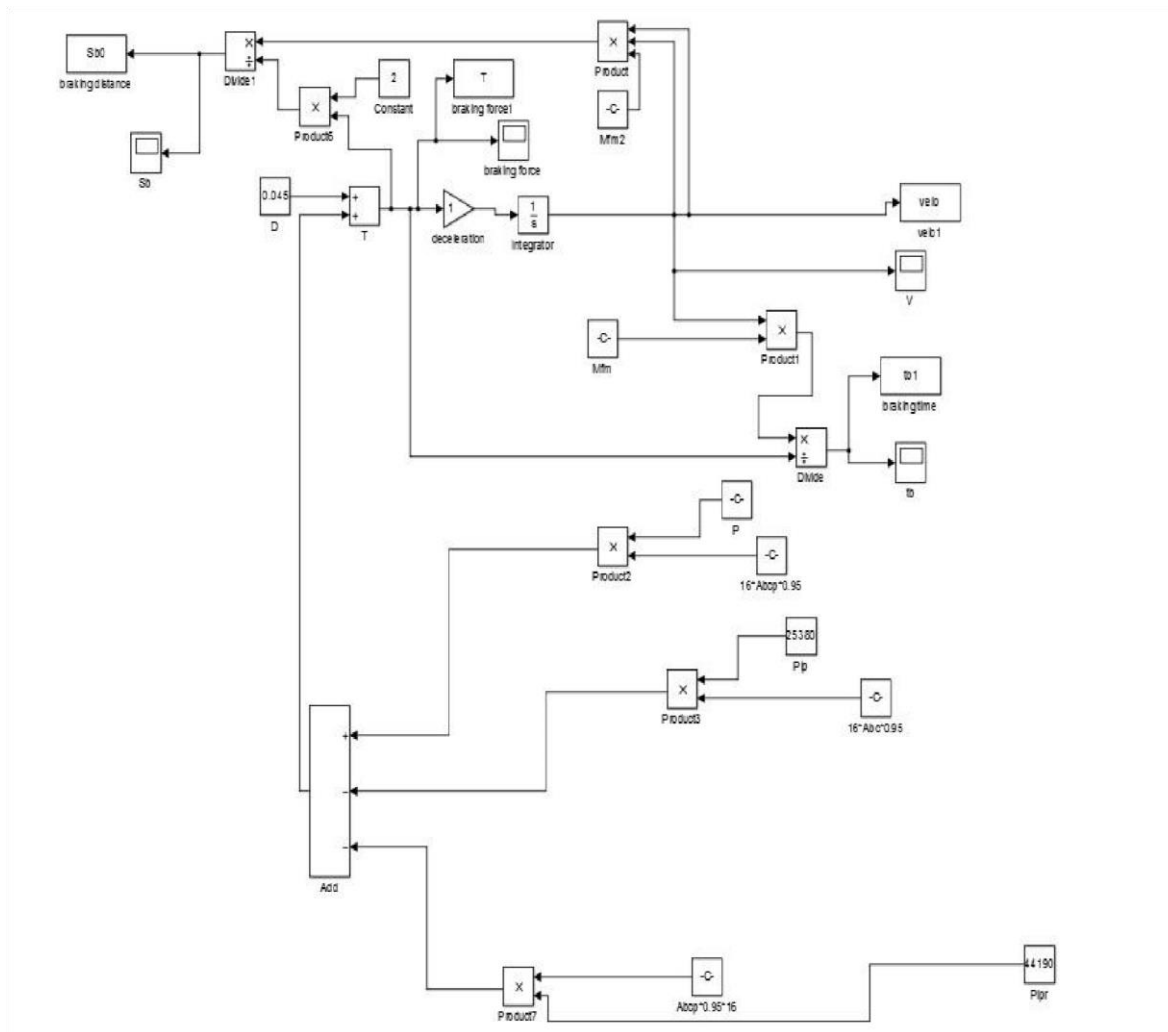 Sb0
braking distance
×
÷
Divide1
×
Product
-C-
Mfm2
2
Constant
×
Product6
T
braking force1
braking force
Sb
0.045
D
+
+
T
1
deceleration
1
s
Integrator
velo
velo1
V
-C-
Mfm
×
Product1
×
÷
Divide
tb1
braking time
tb
-C-
P
×
Product2
-C-
16*Abcp*0.95
25380
Plp
×
Product3
-C-
16*Abc*0.95
+
−
−
Add
×
Product7
-C-
Abcp*0.95*16
44190
Plpr